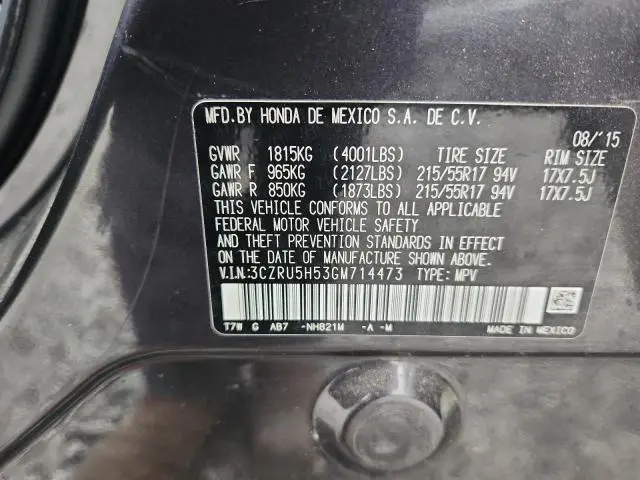 MFD.BY HONDA DE MEXICO S.A. DE C.V.
08/'15
GVWR 1815KG (4001LBS) TIRE SIZE RIM SIZE
GAWR F 965KG (2127LBS) 215/55R17 94V 17X7.5J
GAWR R 850KG (1873LBS) 215/55R17 94V 17X7.5J
THIS VEHICLE CONFORMS TO ALL APPLICABLE
FEDERAL MOTOR VEHICLE SAFETY
AND THEFT PREVENTION STANDARDS IN EFFECT
ON THE DATE OF MANUFACTURE SHOWN ABOVE.
V.I.N:3CZRU5H53GM714473 TYPE: MPV
T7W G AB7 -NH821M -A -M MADE IN MEXICO